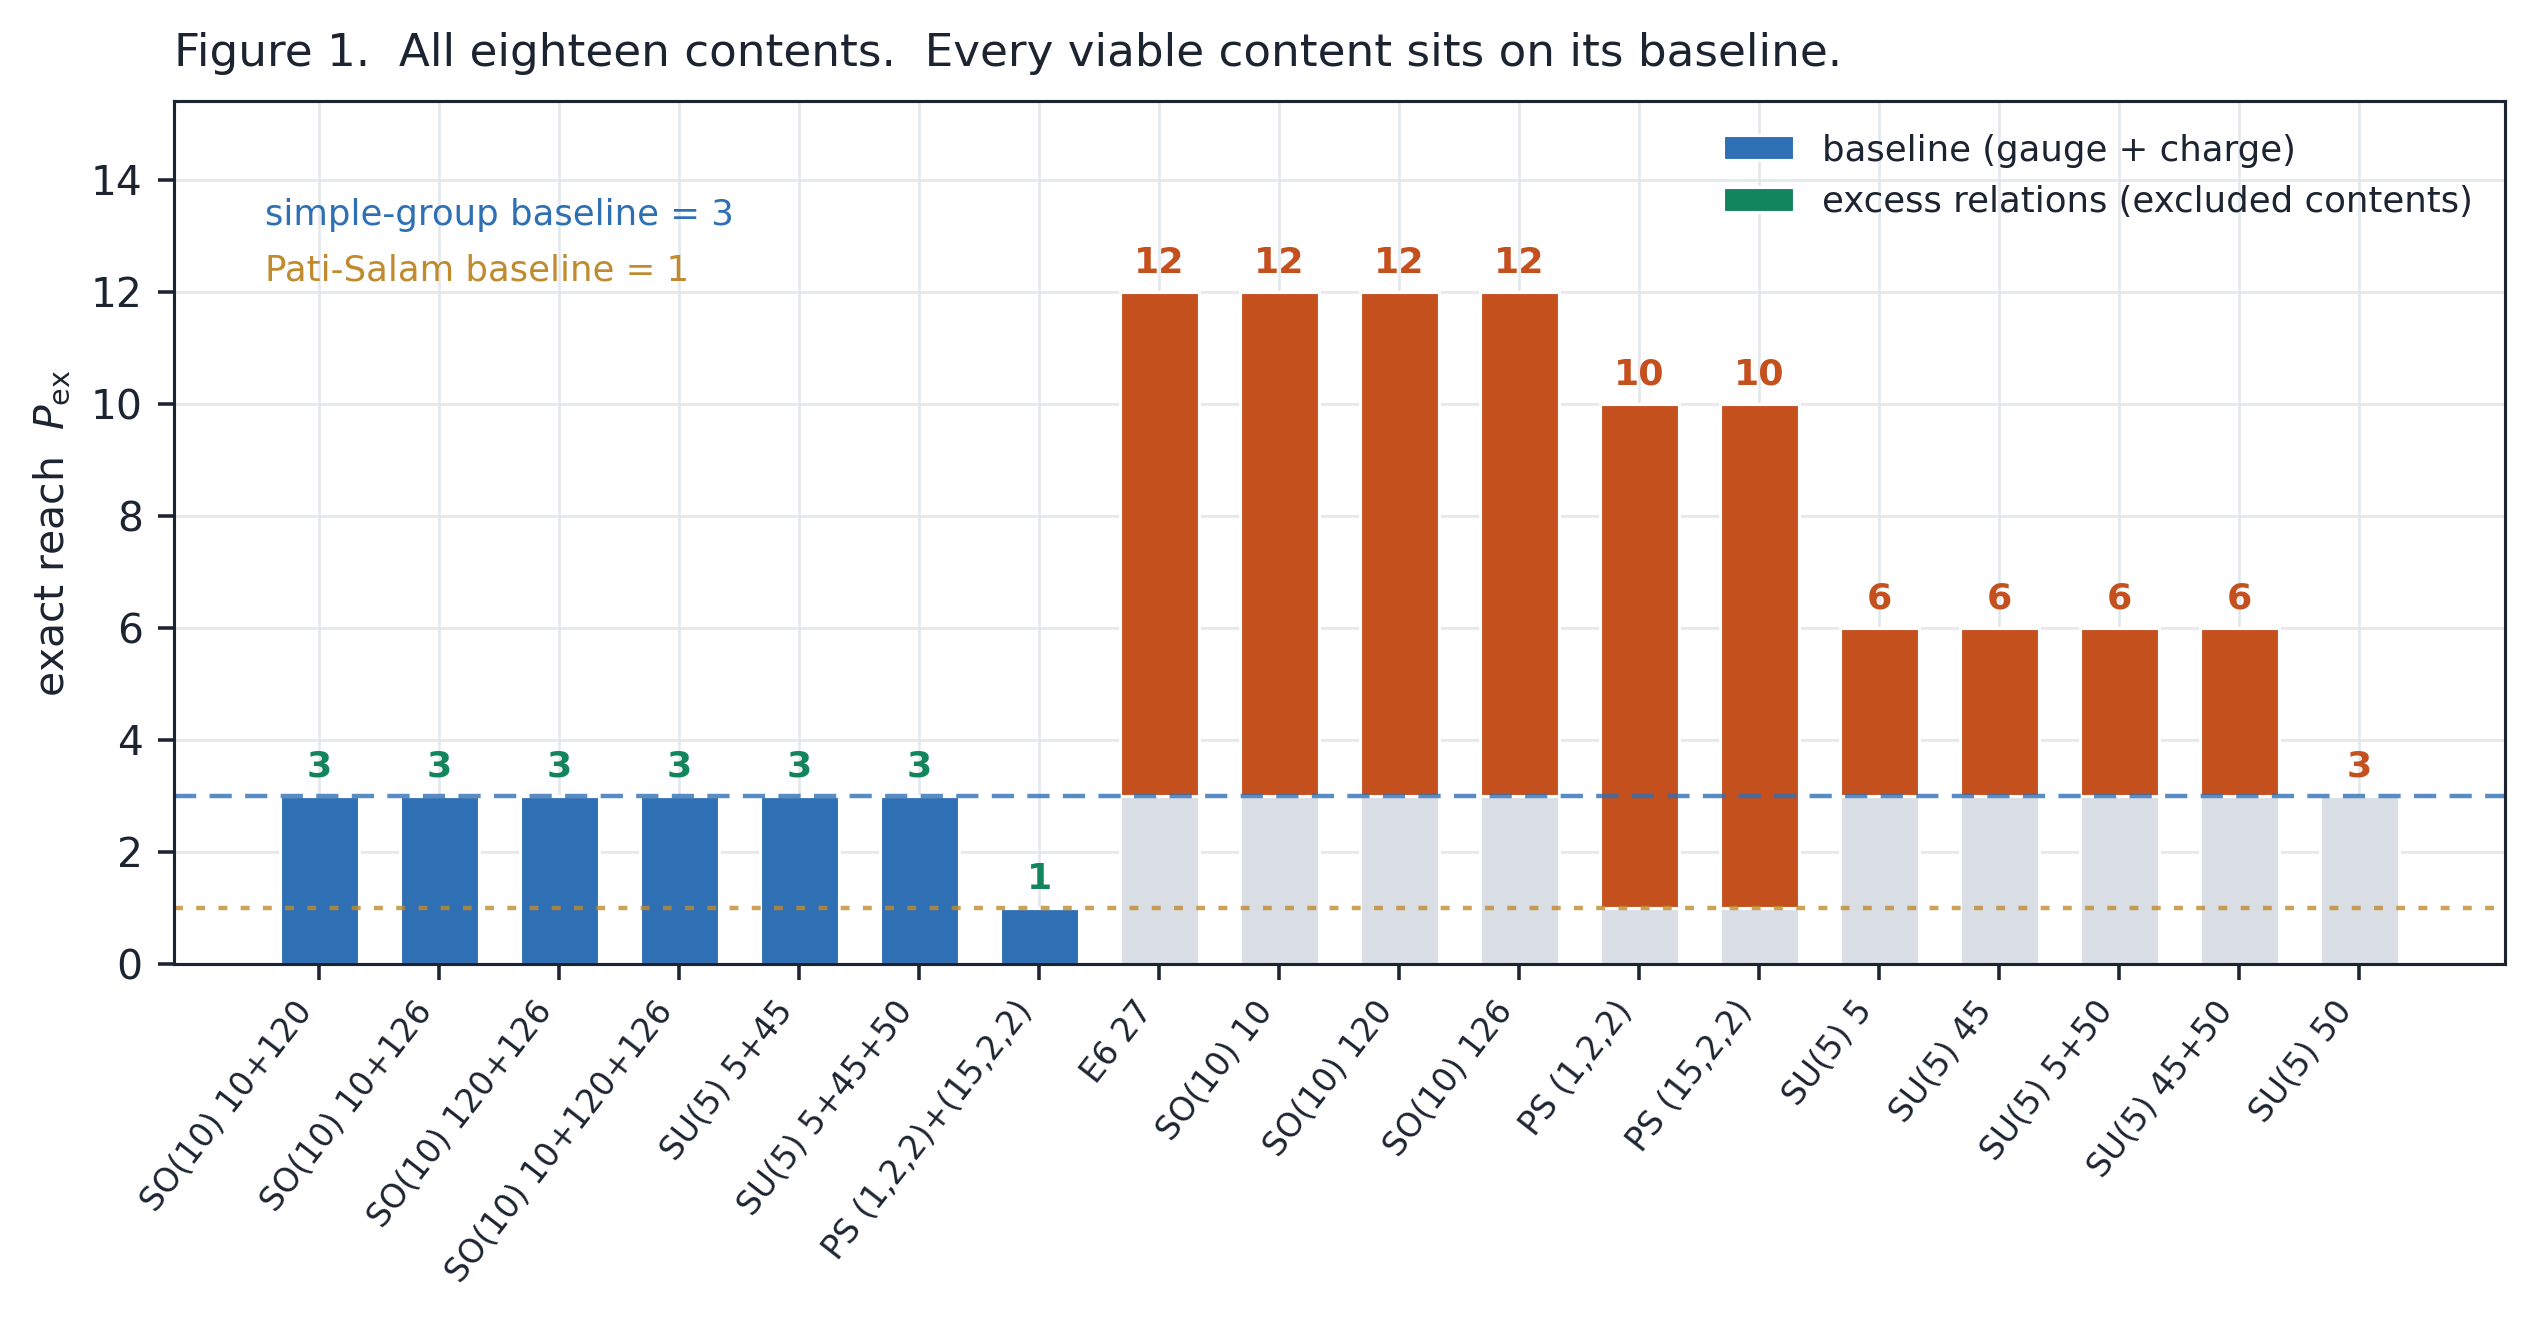 Figure 1.  All eighteen contents.  Every viable content sits on its baseline.
baseline (gauge + charge)
excess relations (excluded contents)
simple-group baseline = 3
Pati-Salam baseline = 1
exact reach P_ex
14
12
10
8
6
4
2
0
3
3
3
3
3
3
1
12
12
12
12
10
10
6
6
6
6
3
SO(10) 10+120
SO(10) 10+126
SO(10) 120+126
SO(10) 10+120+126
SU(5) 5+45
SU(5) 5+45+50
PS (1,2,2)+(15,2,2)
E6 27
SO(10) 10
SO(10) 120
SO(10) 126
PS (1,2,2)
PS (15,2,2)
SU(5) 5
SU(5) 45
SU(5) 5+50
SU(5) 45+50
SU(5) 50